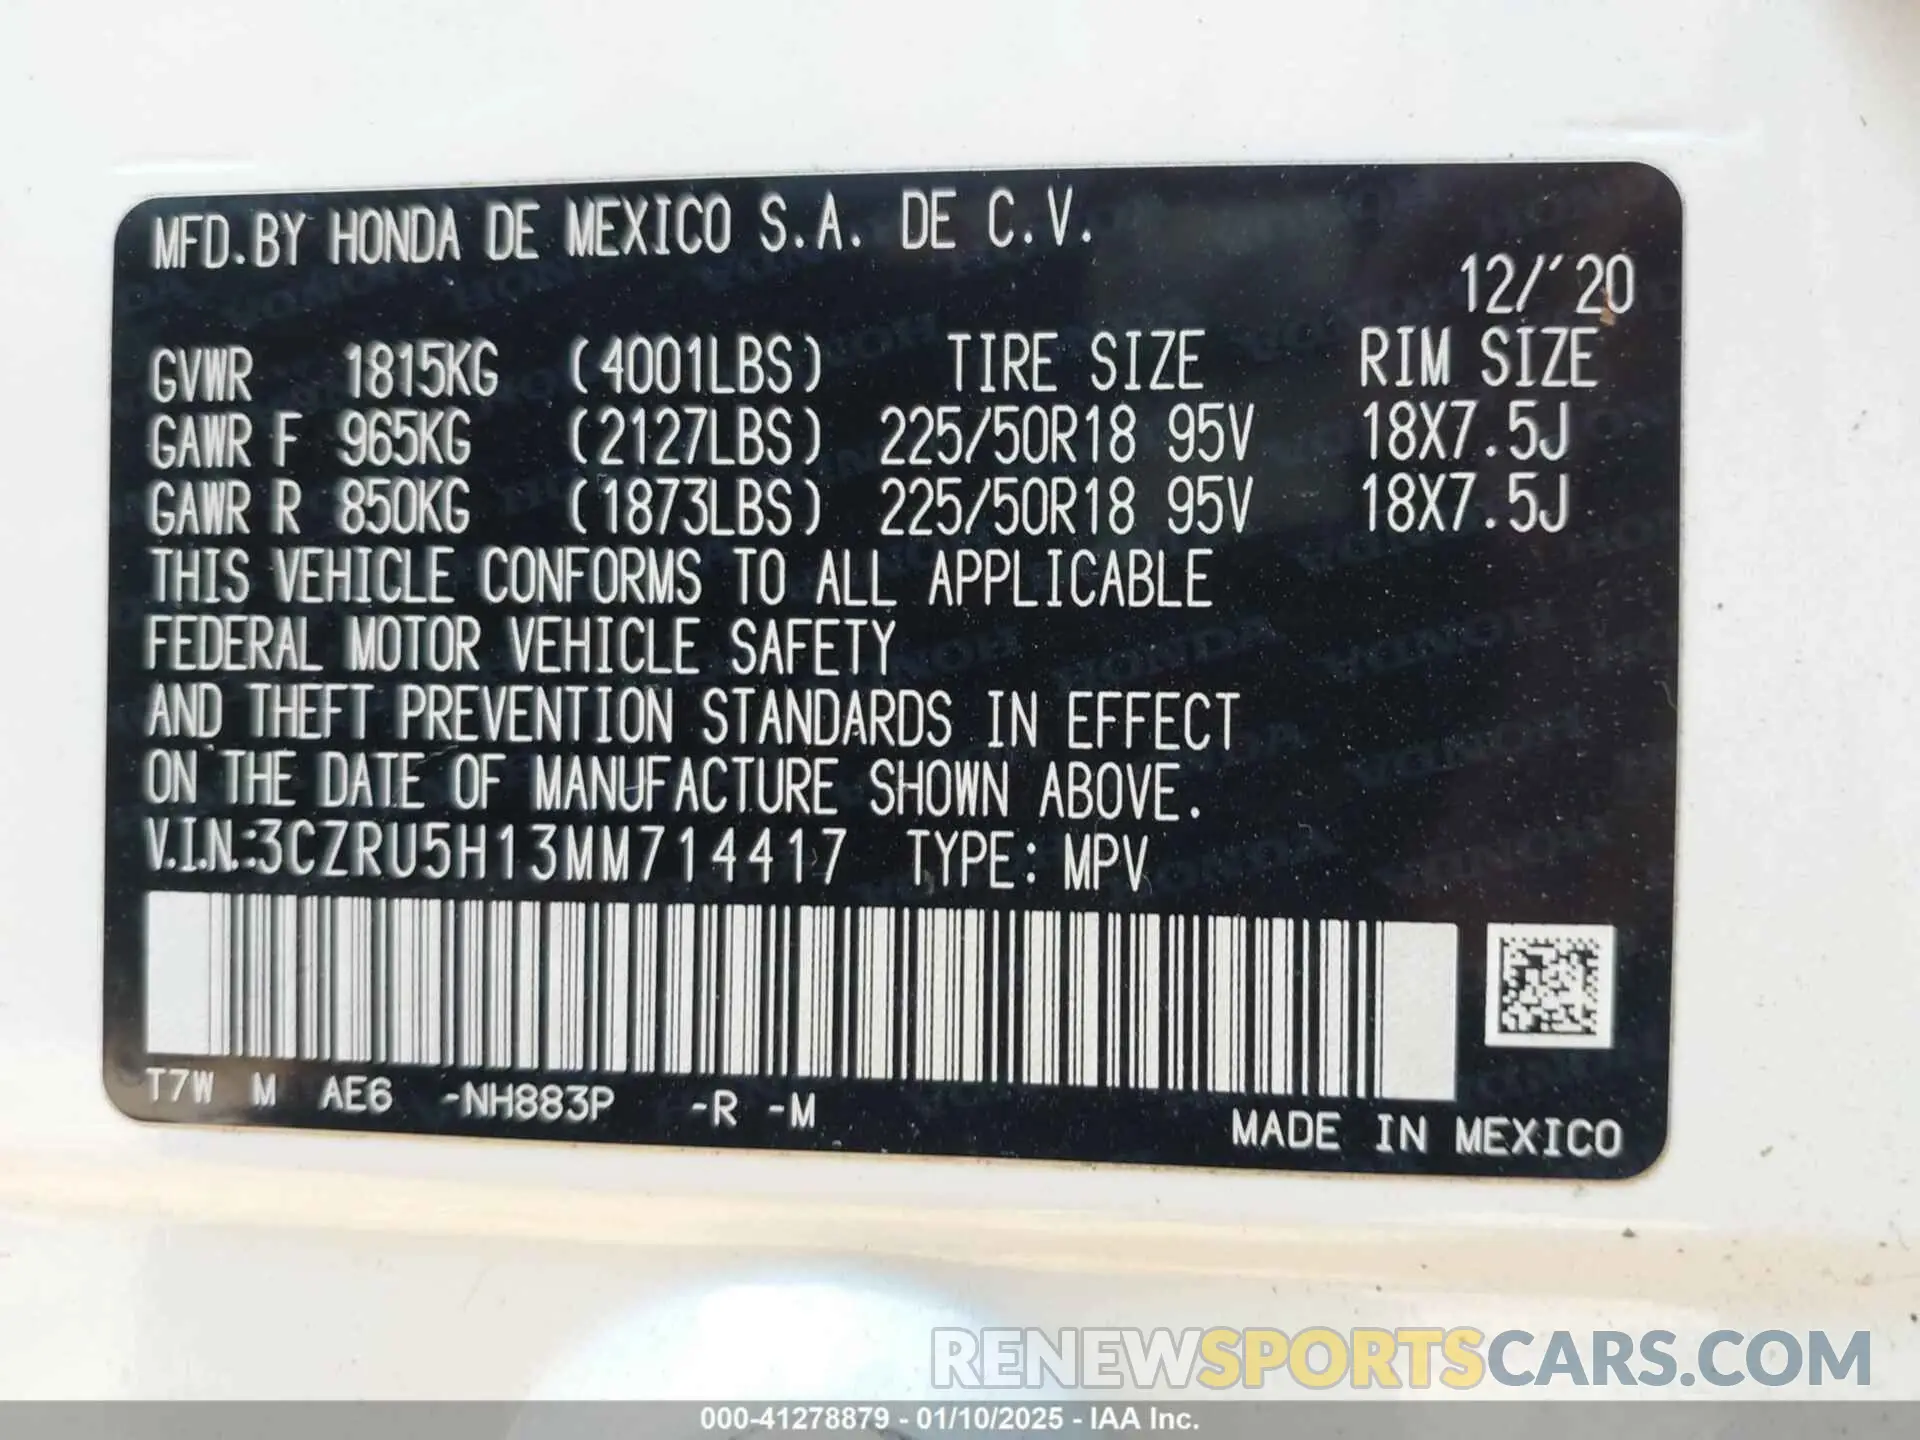 MFD.BY HONDA DE MEXICO S.A. DE C.V.
12/'20
GVWR 1815KG (4001LBS) TIRE SIZE RIM SIZE
GAWR F 965KG (2127LBS) 225/50R18 95V 18X7.5J
GAWR R 850KG (1873LBS) 225/50R18 95V 18X7.5J
THIS VEHICLE CONFORMS TO ALL APPLICABLE
FEDERAL MOTOR VEHICLE SAFETY
AND THEFT PREVENTION STANDARDS IN EFFECT
ON THE DATE OF MANUFACTURE SHOWN ABOVE.
V.I.N.:3CZRU5H13MM714417 TYPE: MPV
T7W M AE6 -NH883P -R -M
MADE IN MEXICO
RENEWSPORTSCARS.COM
000-41278879 - 01/10/2025 - IAA Inc.